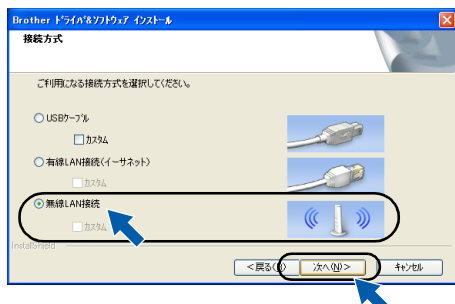 Brother ﾄﾞﾗｲﾊﾞ&ｿﾌﾄｳｪｱ ｲﾝｽﾄｰﾙ
接続方式
ご利用になる接続方式を選択してください。
USBｹｰﾌﾞﾙ
カスタム
有線LAN接続(イーサネット)
カスタム
無線LAN接続
カスタム
InstallShield
<戻る(
次へ(N)>
ｷｬﾝｾﾙ